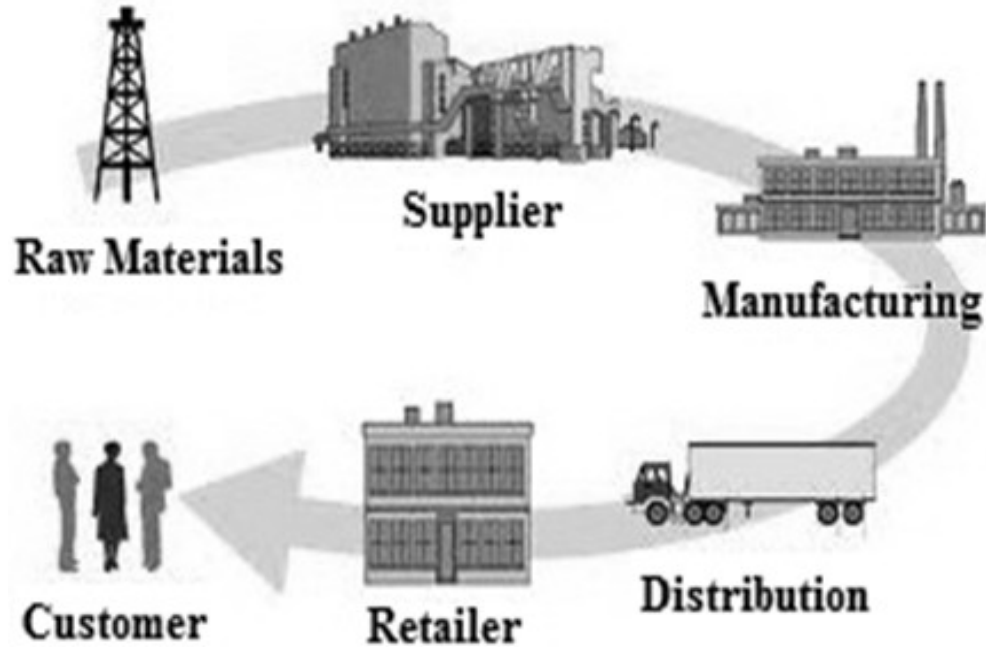 Raw Materials
Supplier
Manufacturing
Distribution
Retailer
Customer